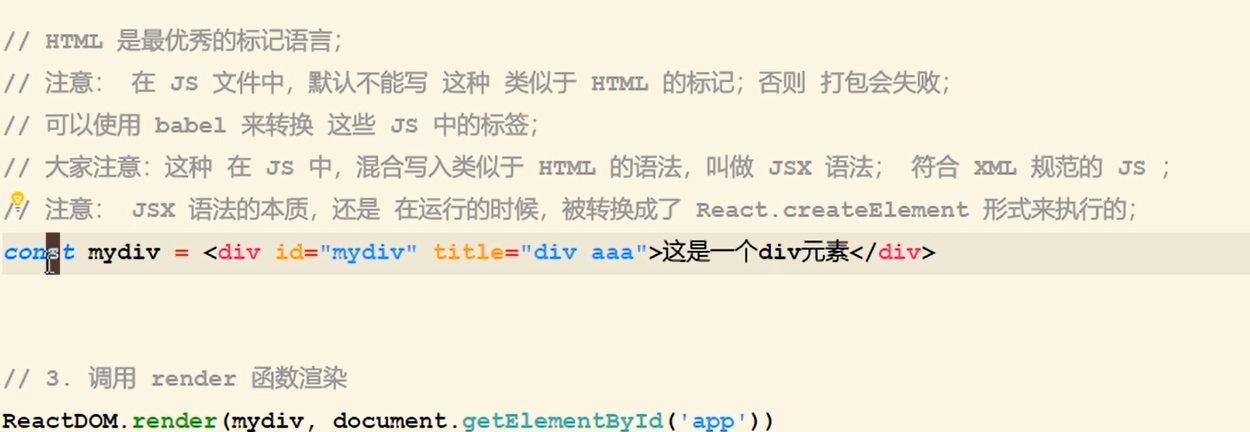 // HTML 是最优秀的标记语言;
// 注意： 在 JS 文件中，默认不能写 这种 类似于 HTML 的标记；否则 打包会失败；
// 可以使用 babel 来转换 这些 JS 中的标签；
// 大家注意：这种 在 JS 中，混合写入类似于 HTML 的语法，叫做 JSX 语法； 符合 XML 规范的 JS ；
// 注意： JSX 语法的本质，还是 在运行的时候，被转换成了 React.createElement 形式来执行的；
const mydiv = <div id="mydiv" title="div aaa">这是一个div元素</div>
// 3. 调用 render 函数渲染
ReactDOM.render(mydiv, document.getElementById('app'))